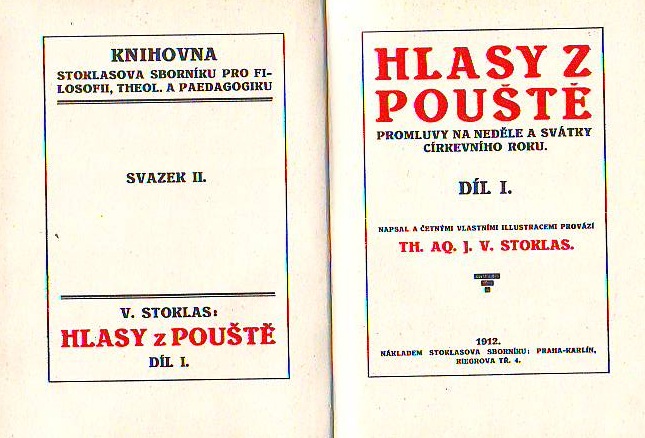 KNIHOVNA
STOKLASOVA SBORNÍKU PRO FI-
LOSOFII, THEOL. A PAEDAGOGIKU
SVAZEK II.
V. STOKLAS:
HLASY z POUŠTĚ
DÍL I.
HLASY Z
POUŠTĚ
PROMLUVY NA NEDĚLE A SVÁTKY
CÍRKEVNÍHO ROKU.
DÍL I.
NAPSAL A ČETNÝMI VLASTNÍMI ILLUSTRACEMI PROVÁZÍ
TH. AQ. J. V. STOKLAS.
1912.
NÁKLADEM STOKLASOVA SBORNÍKU: PRAHA-KARLÍN,
RIEGROVA TŘ. 4.